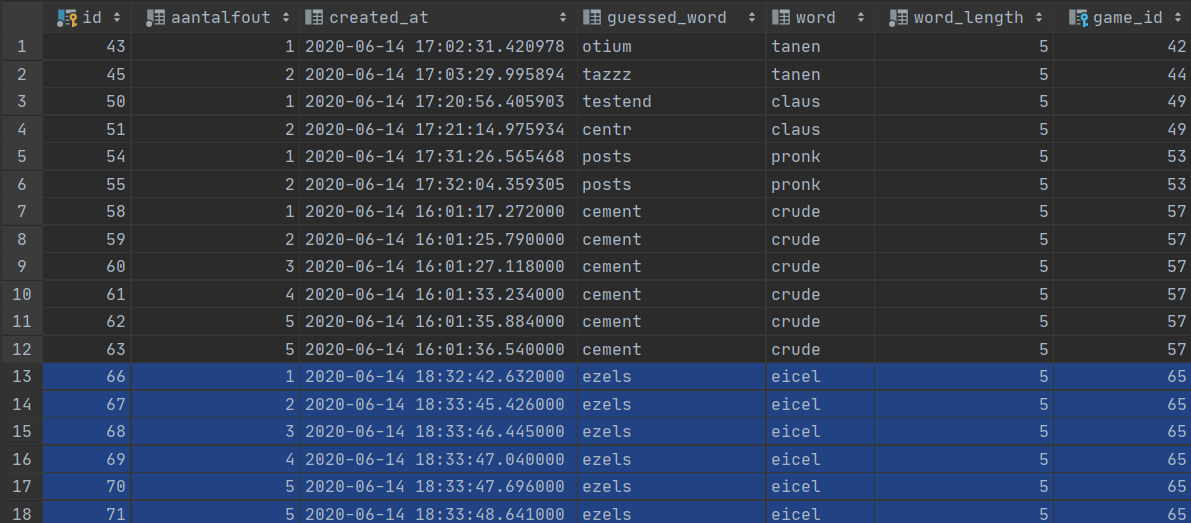 id aantalfout created_at guessed_word word word_length game_id
1 43 1 2020-06-14 17:02:31.420978 otium tanen 5 42
2 45 2 2020-06-14 17:03:29.995894 tazzz tanen 5 44
3 50 1 2020-06-14 17:20:56.405903 testend claus 5 49
4 51 2 2020-06-14 17:21:14.975934 centr claus 5 49
5 54 1 2020-06-14 17:31:26.565468 posts pronk 5 53
6 55 2 2020-06-14 17:32:04.359305 posts pronk 5 53
7 58 1 2020-06-14 16:01:17.272000 cement crude 5 57
8 59 2 2020-06-14 16:01:25.790000 cement crude 5 57
9 60 3 2020-06-14 16:01:27.118000 cement crude 5 57
10 61 4 2020-06-14 16:01:33.234000 cement crude 5 57
11 62 5 2020-06-14 16:01:35.884000 cement crude 5 57
12 63 5 2020-06-14 16:01:36.540000 cement crude 5 57
13 66 1 2020-06-14 18:32:42.632000 ezels eicel 5 65
14 67 2 2020-06-14 18:33:45.426000 ezels eicel 5 65
15 68 3 2020-06-14 18:33:46.445000 ezels eicel 5 65
16 69 4 2020-06-14 18:33:47.040000 ezels eicel 5 65
17 70 5 2020-06-14 18:33:47.696000 ezels eicel 5 65
18 71 5 2020-06-14 18:33:48.641000 ezels eicel 5 65